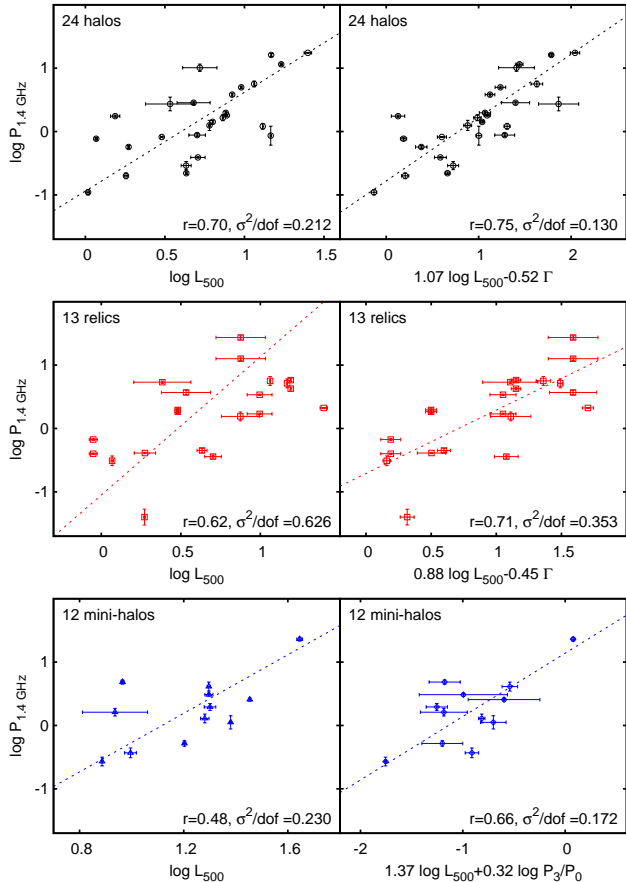 24 halos
log P1,4 GHz
1
0
-1
r=0.70, σ²/dof =0.212
0 0.5 1 1.5
log L500
r=0.75, σ²/dof =0.130
0 1 2
1.07 log L500-0.52 Γ
13 relics
13 relics
log P1,4 GHz
1
0
-1
r=0.62, σ²/dof =0.626
0 0.5 1
log L500
r=0.71, σ²/dof =0.353
0 0.5 1 1.5
0.88 log L500-0.45 Γ
12 mini-halos
12 mini-halos
log P1,4 GHz
1
0
-1
r=0.48, σ²/dof =0.230
0.8 1.2 1.6
log L500
r=0.66, σ²/dof =0.172
-2 -1 0
1.37 log L500+0.32 log P3/P0
24 halos